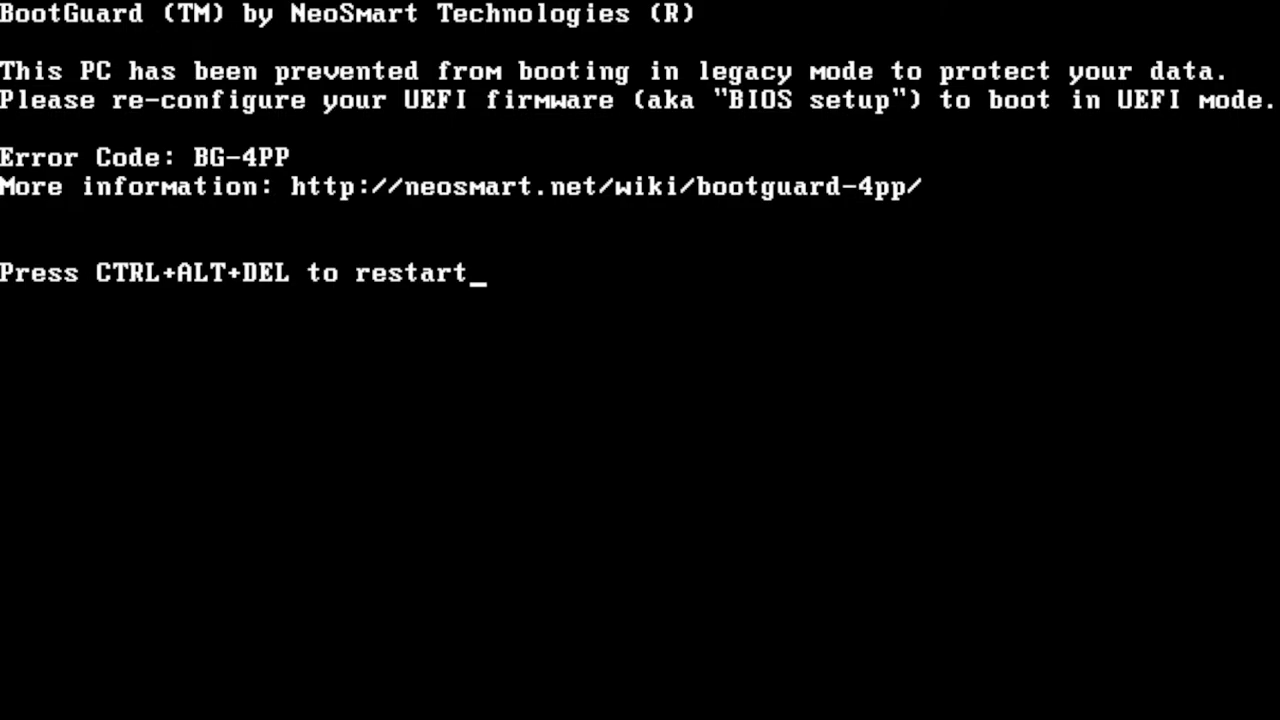 BootGuard (TM) by NeoSmart Technologies (R)
This PC has been prevented from booting in legacy mode to protect your data.
Please re-configure your UEFI firmware (aka "BIOS setup") to boot in UEFI mode.
Error Code: BG-4PP
More information: http://neosmart.net/wiki/bootguard-4pp/
Press CTRL+ALT+DEL to restart_